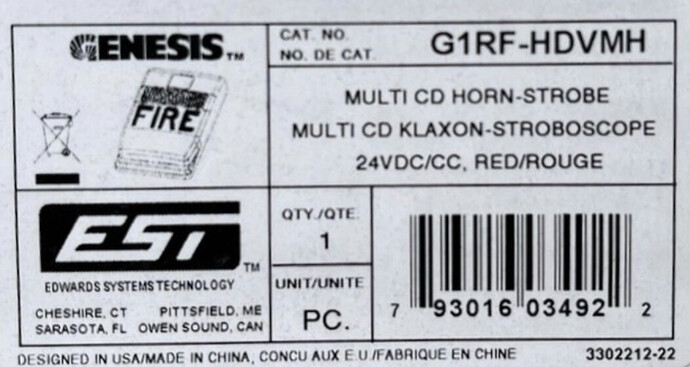 GENESIS TM
FIRE
CAT. NO.
NO. DE CAT.
G1RF-HDVMH
MULTI CD HORN-STROBE
MULTI CD KLAXON-STROBOSCOPE
24VDC/CC, RED/ROUGE
EST TM
EDWARDS SYSTEMS TECHNOLOGY
CHESHIRE, CT PITTSFIELD, ME
SARASOTA, FL OWEN SOUND, CAN
QTY./QTE.
1
UNIT/UNITE
PC.
7 93016 03492 2
DESIGNED IN USA/MADE IN CHINA, CONCU AUX E.U./FABRIQUE EN CHINE
3302212-22